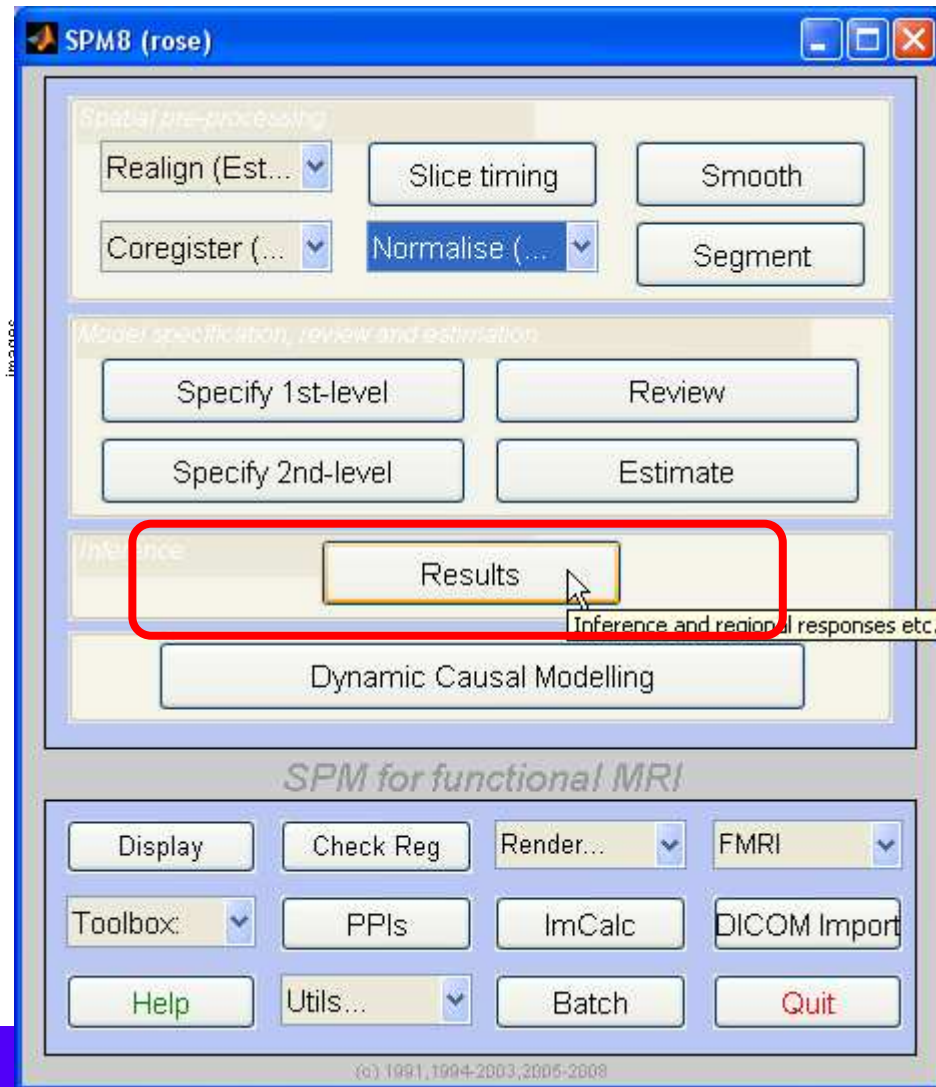 SPM8 (rose)
Spatial pre-processing
Realign (Est... Slice timing Smooth
Coregister (... Normalise (... Segment
images
Model specification, review and estimation
Specify 1st-level Review
Specify 2nd-level Estimate
Inference
Results
Inference and regional responses etc.
Dynamic Causal Modelling
SPM for functional MRI
Display Check Reg Render... FMRI
Toolbox: PPIs ImCalc DICOM Import
Help Utils... Batch Quit
(c) 1991,1994-2003,2005-2008